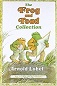 The
Frog and
Toad
Collection
Arnold Lobel